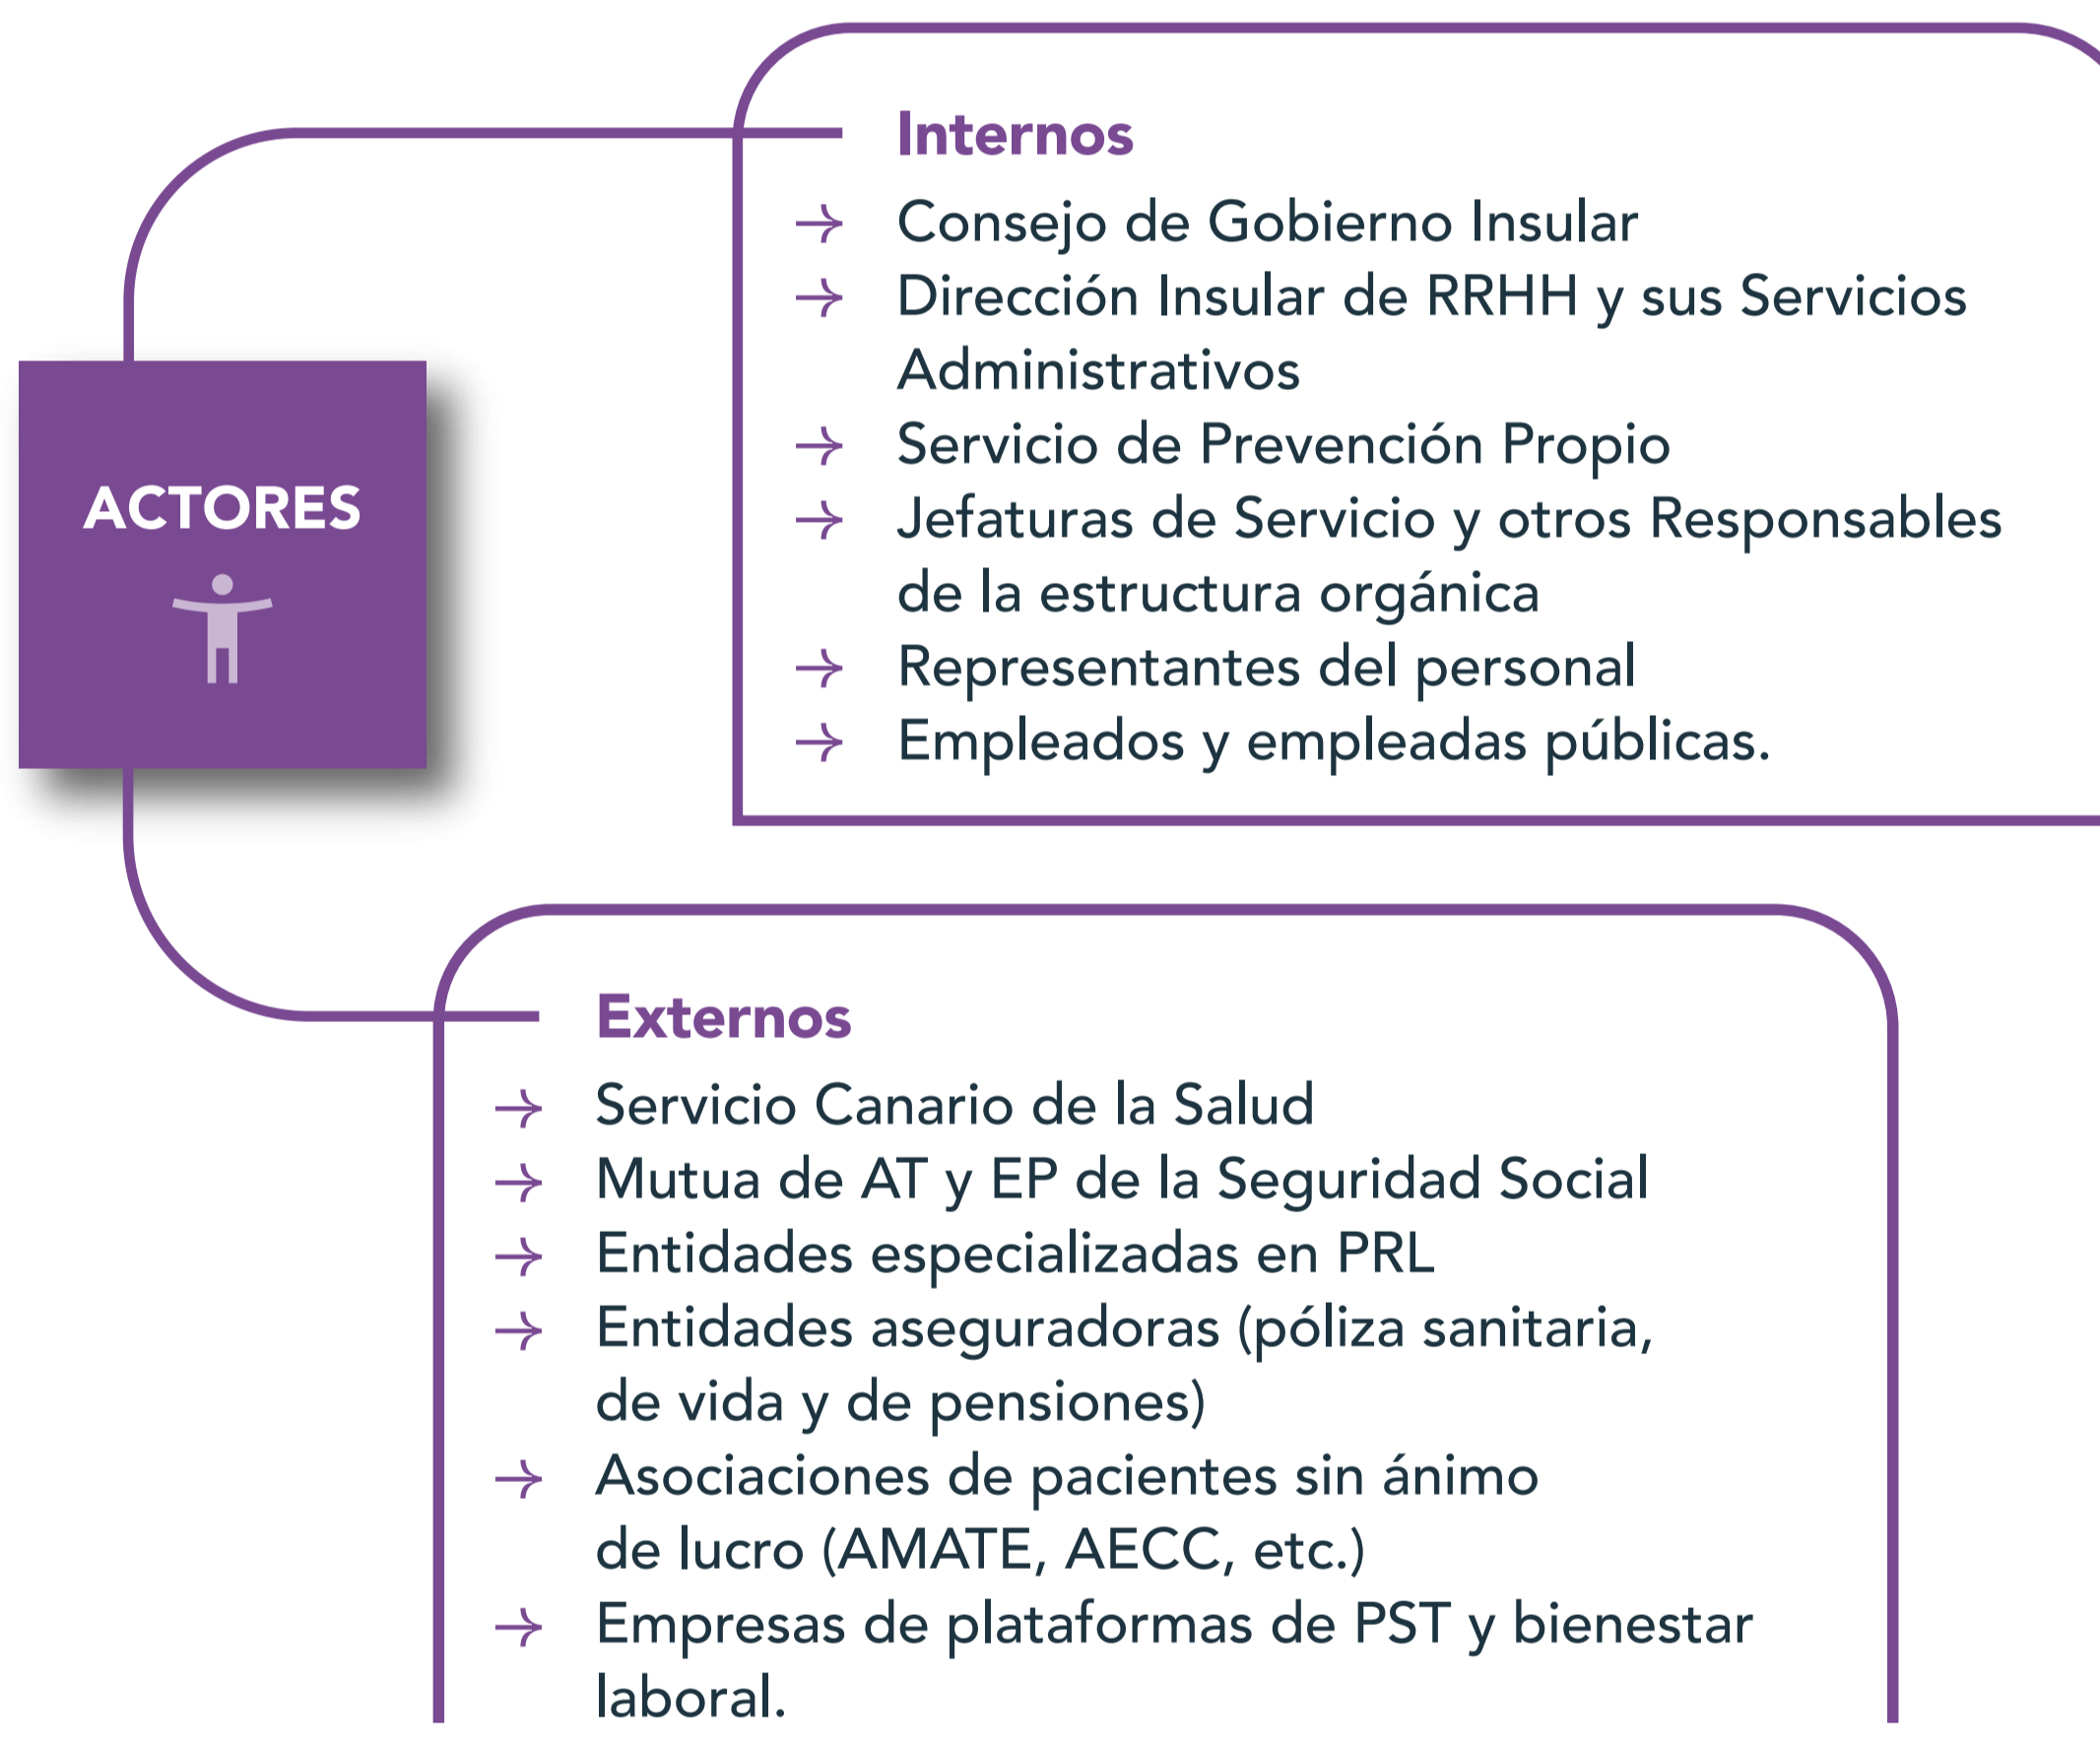 ACTORES
Internos
Consejo de Gobierno Insular
Dirección Insular de RRHH y sus Servicios
Administrativos
Servicio de Prevención Propio
Jefaturas de Servicio y otros Responsables
de la estructura orgánica
Representantes del personal
Empleados y empleadas públicas.
Externos
Servicio Canario de la Salud
Mutua de AT y EP de la Seguridad Social
Entidades especializadas en PRL
Entidades aseguradoras (póliza sanitaria,
de vida y de pensiones)
Asociaciones de pacientes sin ánimo
de lucro (AMATE, AECC, etc.)
Empresas de plataformas de PST y bienestar
laboral.